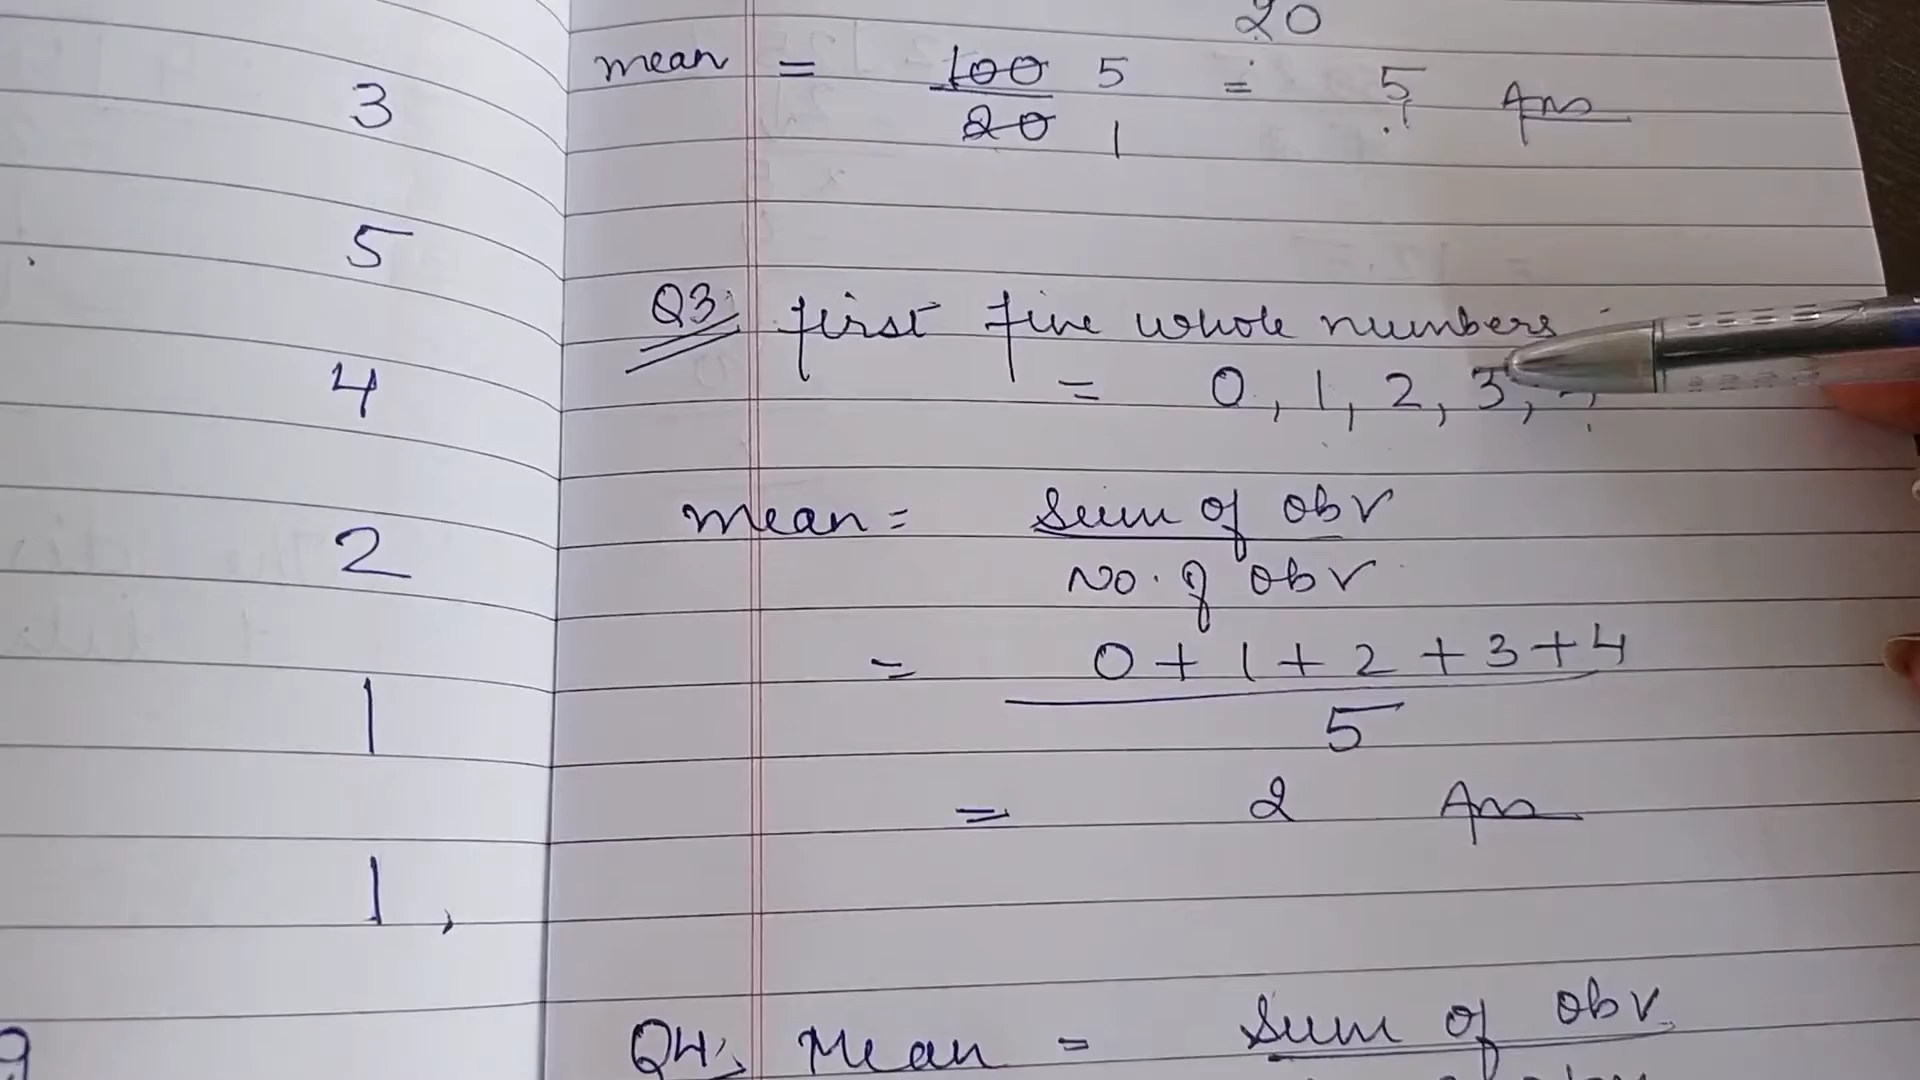 3
5
4
2
1
1,
20
mean = 100 5 = 5 Ans
20 1
Q3: first five whole numbers
= 0, 1, 2, 3,
mean = Sum of obv
No. of obv
= 0 + 1 + 2 + 3 + 4
5
= 2 Ans
Q4: Mean = Sum of obv